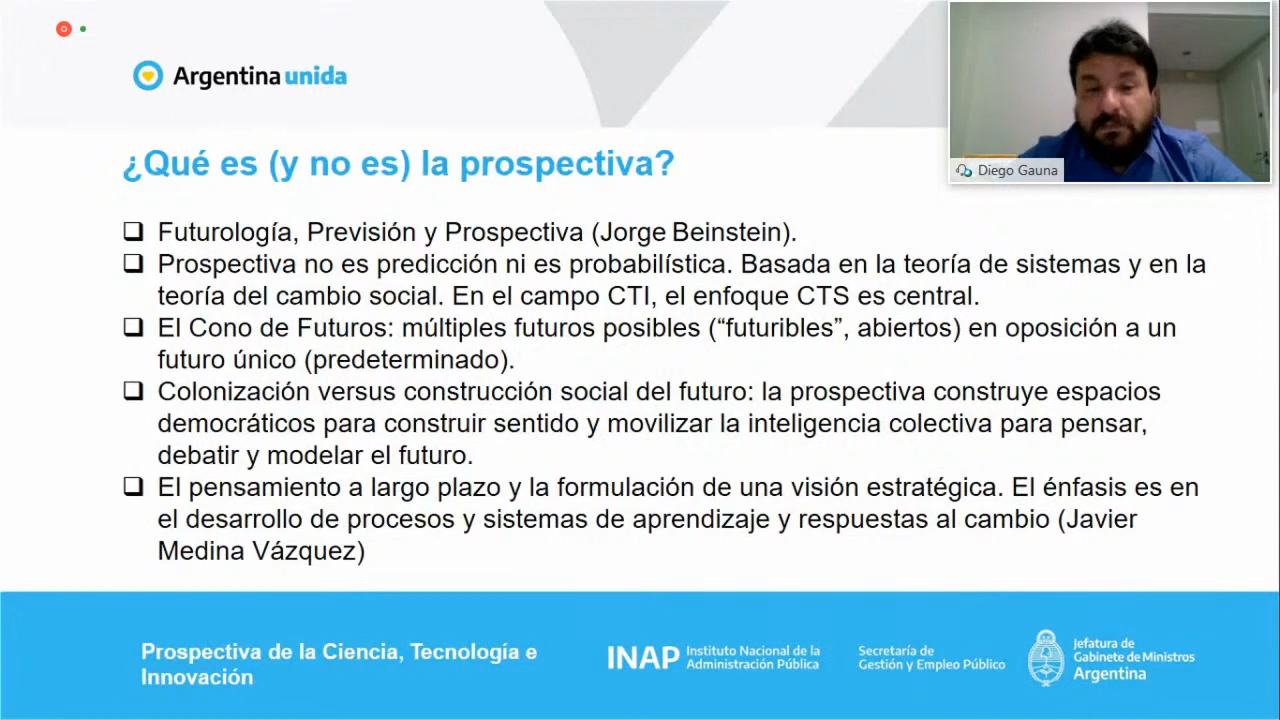 Argentina unida
Diego Gauna
¿Qué es (y no es) la prospectiva?
❑ Futurología, Previsión y Prospectiva (Jorge Beinstein).
❑ Prospectiva no es predicción ni es probabilística. Basada en la teoría de sistemas y en la
teoría del cambio social. En el campo CTI, el enfoque CTS es central.
❑ El Cono de Futuros: múltiples futuros posibles (“futuribles”, abiertos) en oposición a un
futuro único (predeterminado).
❑ Colonización versus construcción social del futuro: la prospectiva construye espacios
democráticos para construir sentido y movilizar la inteligencia colectiva para pensar,
debatir y modelar el futuro.
❑ El pensamiento a largo plazo y la formulación de una visión estratégica. El énfasis es en
el desarrollo de procesos y sistemas de aprendizaje y respuestas al cambio (Javier
Medina Vázquez)
Prospectiva de la Ciencia, Tecnología e
Innovación
INAP
Instituto Nacional de la
Administración Pública
Secretaría de
Gestión y Empleo Público
Jefatura de
Gabinete de Ministros
Argentina